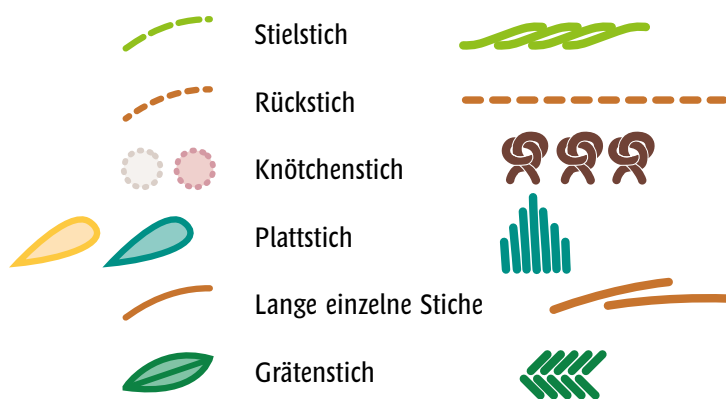 Stielstich
Rückstich
Knötchenstich
Plattstich
Lange einzelne Stiche
Grätenstich